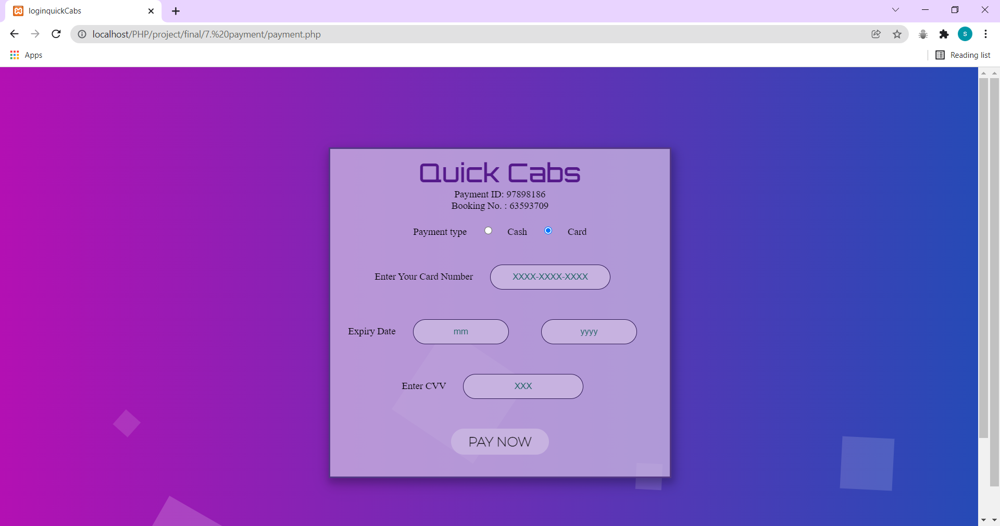 loginquickCabs
localhost/PHP/project/final/7.%20payment/payment.php
S
Apps
Reading list
Quick Cabs
Payment ID: 97898186
Booking No. : 63593709
Payment type Cash Card
Enter Your Card Number XXXX-XXXX-XXXX
Expiry Date mm yyyy
Enter CVV XXX
PAY NOW